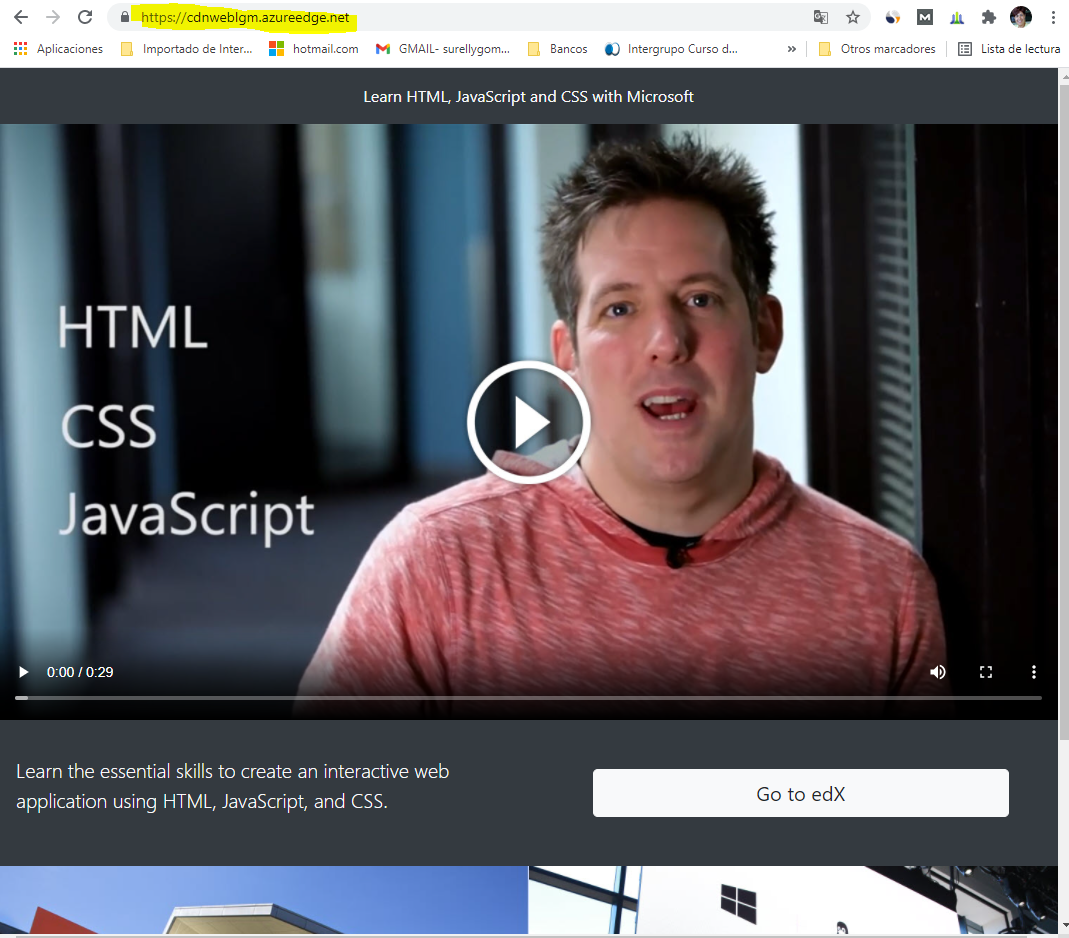 https://cdnweblgm.azureedge.net
Aplicaciones Importado de Inter... hotmail.com GMAIL- surellygom... Bancos Intergrupo Curso d... » Otros marcadores Lista de lectura
Learn HTML, JavaScript and CSS with Microsoft
HTML
CSS
JavaScript
0:00 / 0:29
Learn the essential skills to create an interactive web
application using HTML, JavaScript, and CSS.
Go to edX